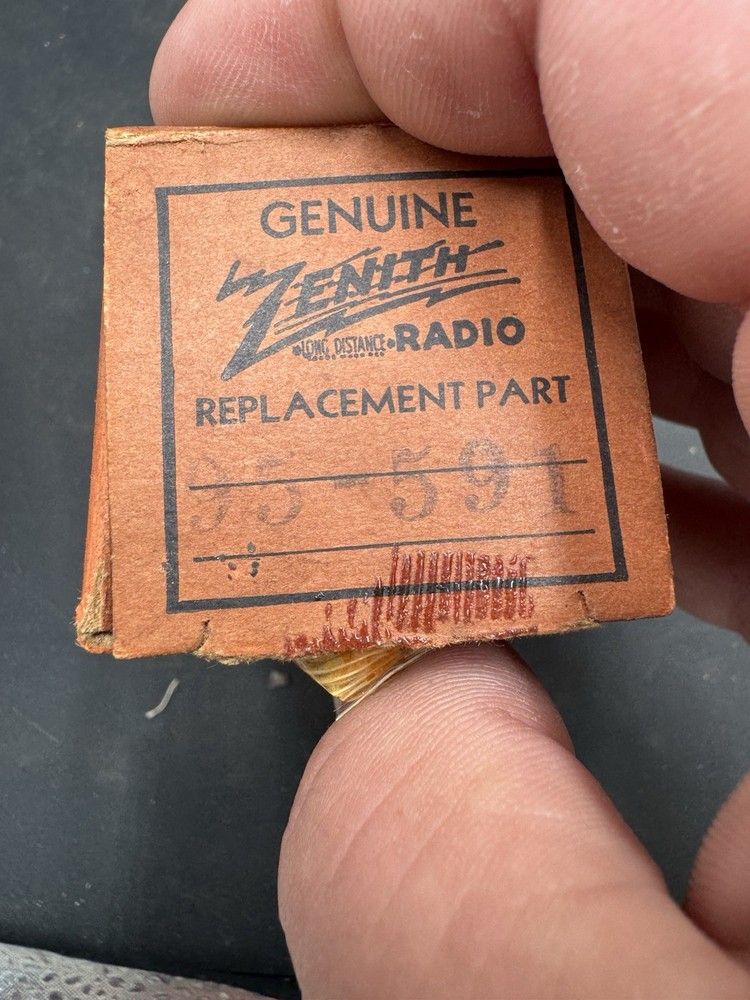 GENUINE
ZENITH
•LONG DISTANCE•RADIO
REPLACEMENT PART
95-591